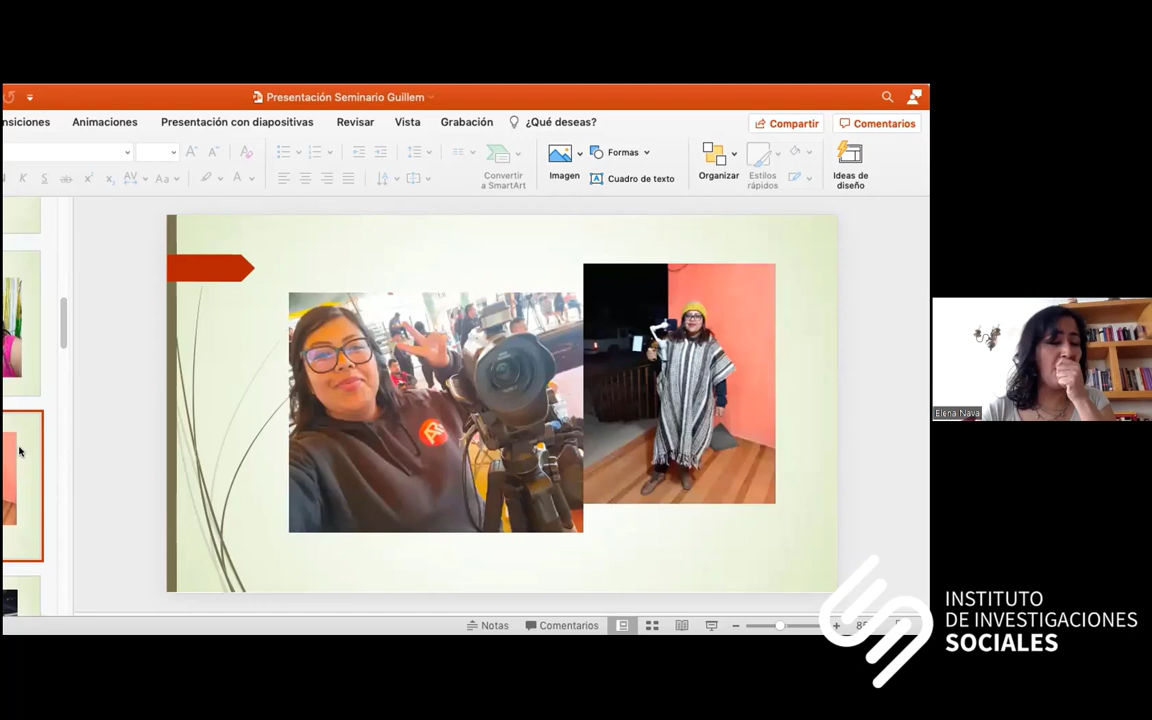 Presentación Seminario Guillem
nsiciones Animaciones Presentación con diapositivas Revisar Vista Grabación ¿Qué deseas? Compartir Comentarios
Convertir
a SmartArt
Imagen
Formas
Cuadro de texto
Organizar
Estilos
rápidos
Ideas de
diseño
Elena Nava
Notas Comentarios
INSTITUTO
DE INVESTIGACIONES
SOCIALES